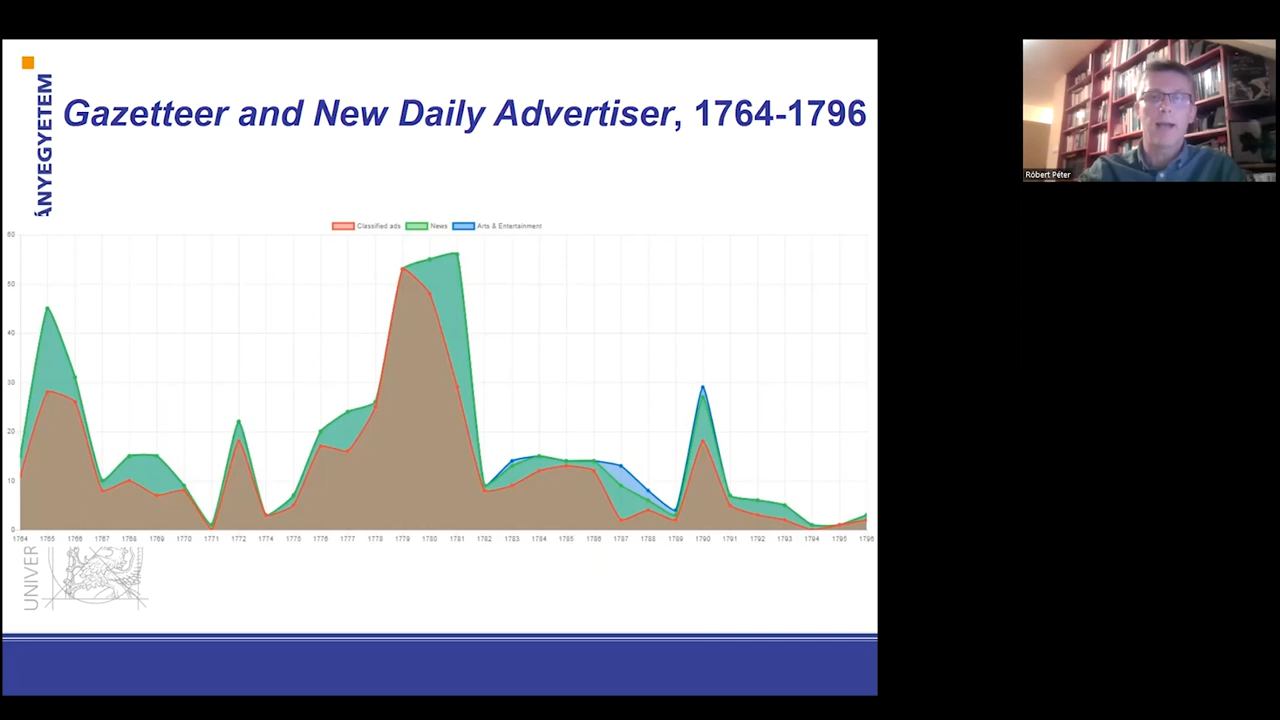 ÁNYEGYETEM
Gazetteer and New Daily Advertiser, 1764-1796
Róbert Péter
Classified ads News Arts & Entertainment
60
50
40
30
20
10
0
1764 1765 1766 1767 1768 1769 1770 1771 1772 1774 1775 1776 1777 1778 1779 1780 1781 1782 1783 1784 1785 1786 1787 1788 1789 1790 1791 1792 1793 1794 1795 1796
UNIVER